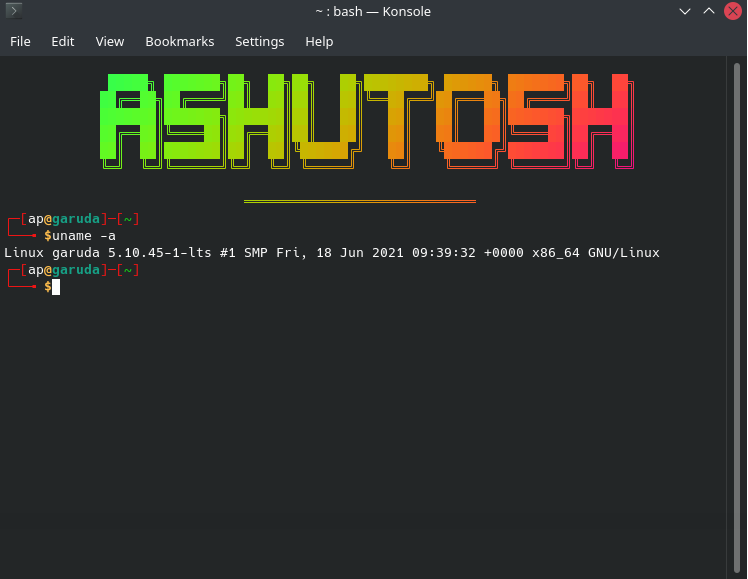 ~ : bash — Konsole
File Edit View Bookmarks Settings Help
ASHUTOSH
┌─[ap@garuda]─[~]
└──╼ $uname -a
Linux garuda 5.10.45-1-lts #1 SMP Fri, 18 Jun 2021 09:39:32 +0000 x86_64 GNU/Linux
┌─[ap@garuda]─[~]
└──╼ $